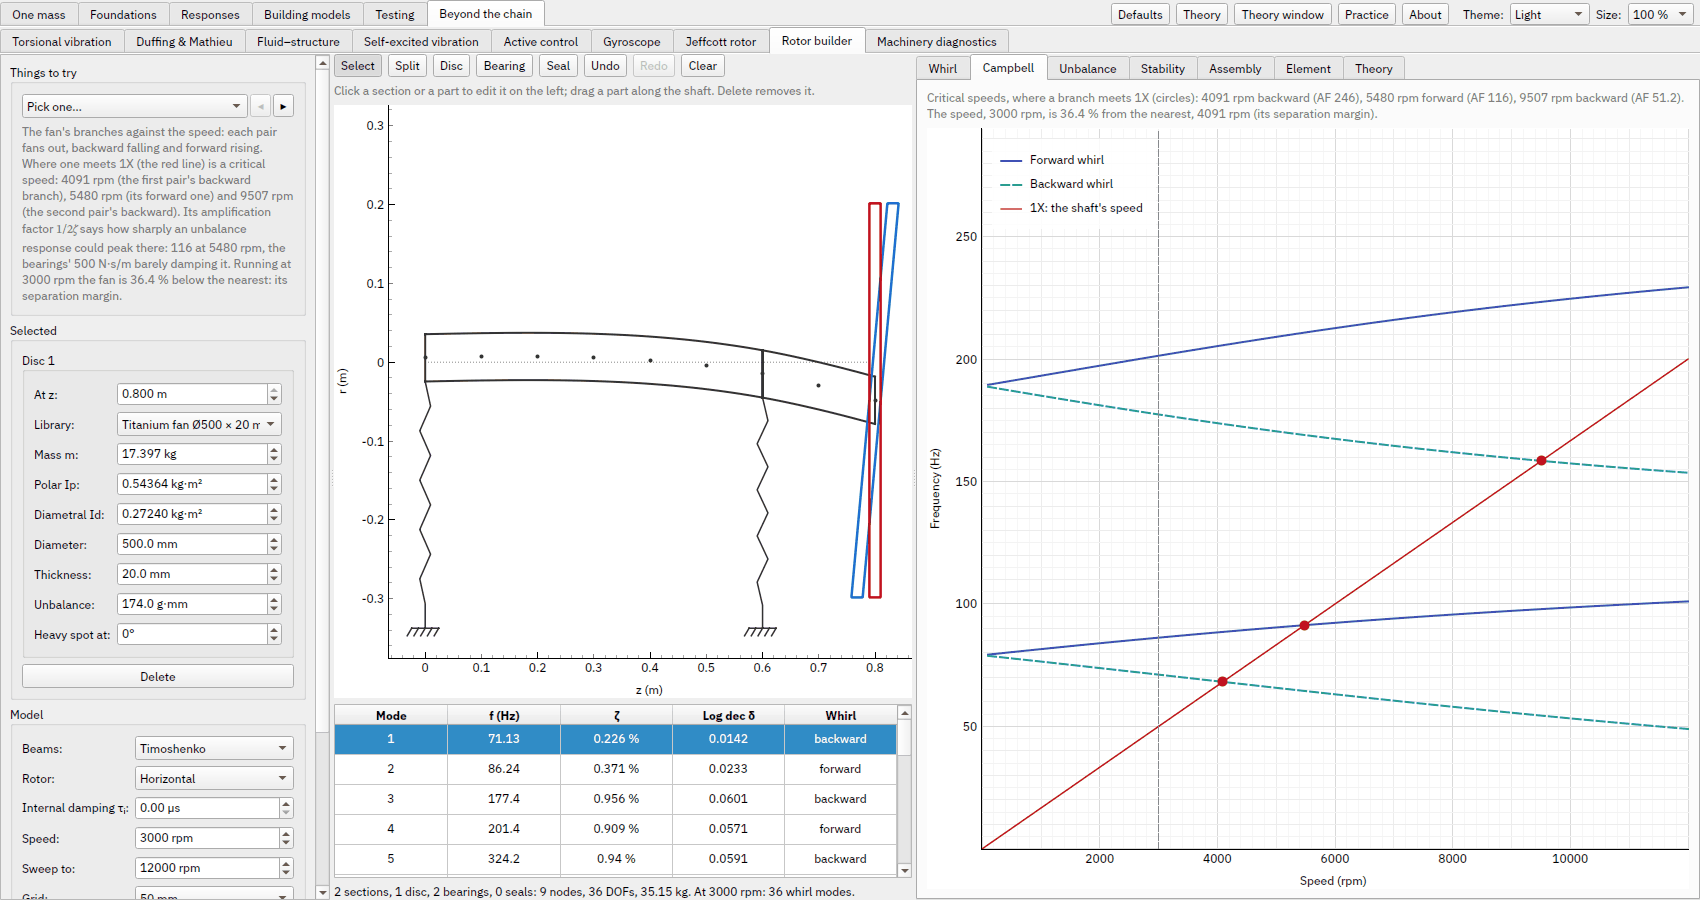 One mass Foundations Responses Building models Testing Beyond the chain Defaults Theory Theory window Practice About Theme: Light Size: 100 %
Torsional vibration Duffing & Mathieu Fluid–structure Self-excited vibration Active control Gyroscope Jeffcott rotor Rotor builder Machinery diagnostics
Things to try
Pick one...
The fan's branches against the speed: each pair
fans out, backward falling and forward rising.
Where one meets 1X (the red line) is a critical
speed: 4091 rpm (the first pair's backward
branch), 5480 rpm (its forward one) and 9507 rpm
(the second pair's backward). Its amplification
factor 1/2ζ says how sharply an unbalance
response could peak there: 116 at 5480 rpm, the
bearings' 500 N·s/m barely damping it. Running at
3000 rpm the fan is 36.4 % below the nearest: its
separation margin.
Selected
Disc 1
At z: 0.800 m
Library: Titanium fan Ø500 × 20 m
Mass m: 17.397 kg
Polar Ip: 0.54364 kg·m²
Diametral Id: 0.27240 kg·m²
Diameter: 500.0 mm
Thickness: 20.0 mm
Unbalance: 174.0 g·mm
Heavy spot at: 0°
Delete
Model
Beams: Timoshenko
Rotor: Horizontal
Internal damping τi: 0.00 µs
Speed: 3000 rpm
Sweep to: 12000 rpm
Grid: 50 mm
Select Split Disc Bearing Seal Undo Redo Clear
Click a section or a part to edit it on the left; drag a part along the shaft. Delete removes it.
0.3
0.2
0.1
0
-0.1
-0.2
-0.3
r (m)
0 0.1 0.2 0.3 0.4 0.5 0.6 0.7 0.8
z (m)
Mode f (Hz) ζ Log dec δ Whirl
1 71.13 0.226 % 0.0142 backward
2 86.24 0.371 % 0.0233 forward
3 177.4 0.956 % 0.0601 backward
4 201.4 0.909 % 0.0571 forward
5 324.2 0.94 % 0.0591 backward
2 sections, 1 disc, 2 bearings, 0 seals: 9 nodes, 36 DOFs, 35.15 kg. At 3000 rpm: 36 whirl modes.
Whirl Campbell Unbalance Stability Assembly Element Theory
Critical speeds, where a branch meets 1X (circles): 4091 rpm backward (AF 246), 5480 rpm forward (AF 116), 9507 rpm backward (AF 51.2).
The speed, 3000 rpm, is 36.4 % from the nearest, 4091 rpm (its separation margin).
Forward whirl
Backward whirl
1X: the shaft's speed
250
200
150
100
50
Frequency (Hz)
2000 4000 6000 8000 10000
Speed (rpm)